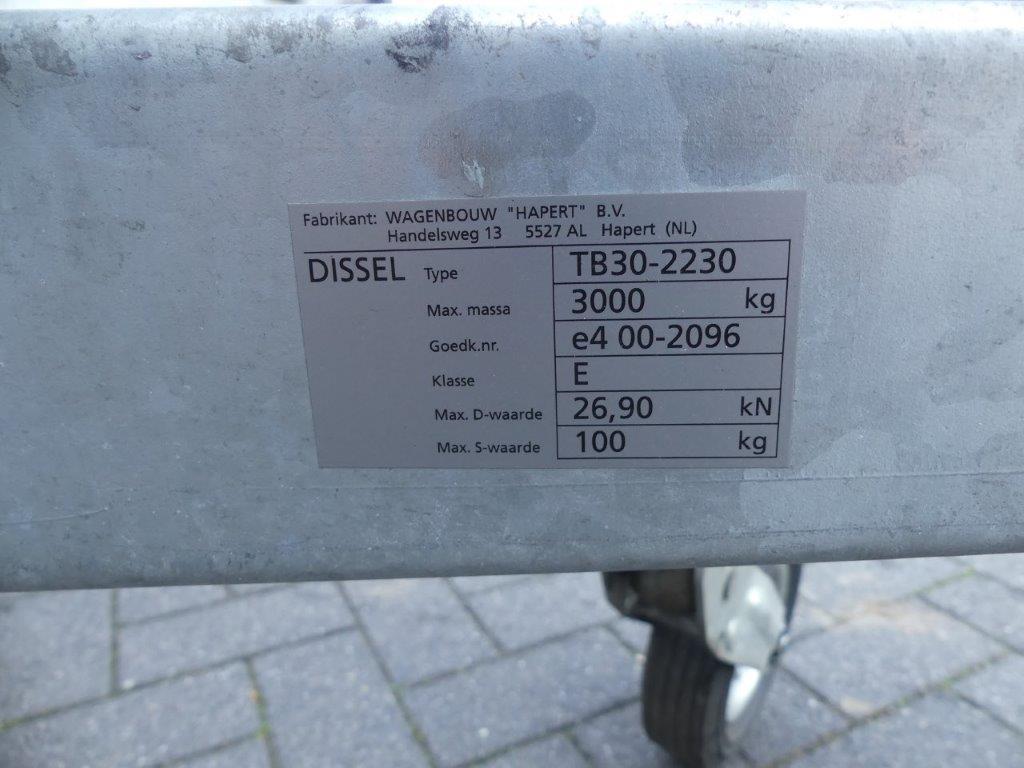 Fabrikant: WAGENBOUW "HAPERT" B.V.
Handelsweg 13 5527 AL Hapert (NL)
DISSEL Type TB30-2230
Max. massa 3000 kg
Goedk.nr. e4 00-2096
Klasse E
Max. D-waarde 26,90 kN
Max. S-waarde 100 kg